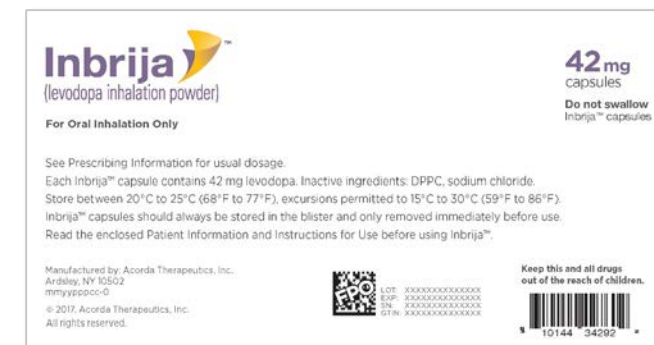 Inbrija™
(levodopa inhalation powder)
For Oral Inhalation Only
42 mg
capsules
Do not swallow
Inbrija™ capsules
See Prescribing Information for usual dosage.
Each Inbrija™ capsule contains 42 mg levodopa. Inactive ingredients: DPPC, sodium chloride.
Store between 20°C to 25°C (68°F to 77°F), excursions permitted to 15°C to 30°C (59°F to 86°F).
Inbrija™ capsules should always be stored in the blister and only removed immediately before use.
Read the enclosed Patient Information and Instructions for Use before using Inbrija™.
Manufactured by: Acorda Therapeutics, Inc.
Ardsley, NY 10502
mmyypppcc-0
© 2017. Acorda Therapeutics, Inc.
All rights reserved.
FPO
LOT: XXXXXXXXXXXXXX
EXP: XXXXXXXXXXXXXX
SN: XXXXXXXXXXXXXX
GTIN: XXXXXXXXXXXXXX
Keep this and all drugs
out of the reach of children.
10144 34292